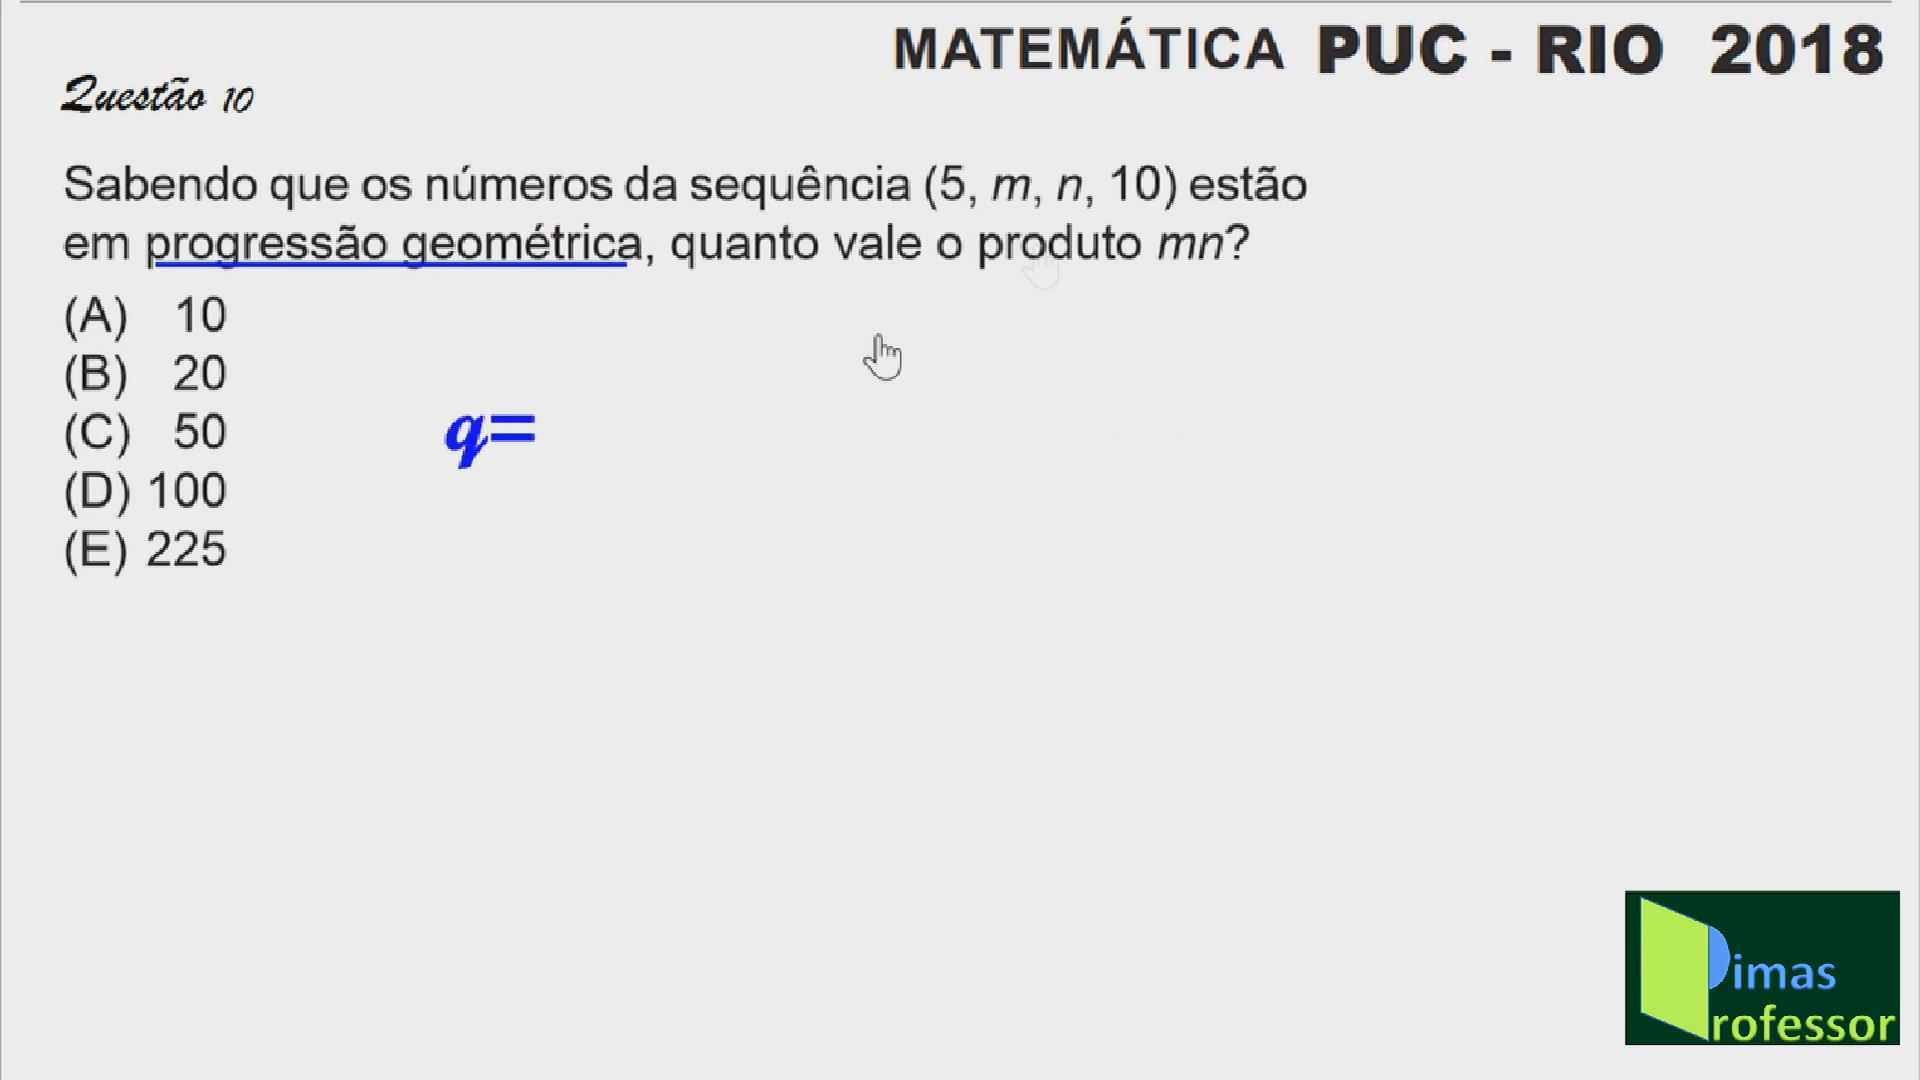 MATEMÁTICA PUC - RIO 2018
Questão 10
Sabendo que os números da sequência (5, m, n, 10) estão
em progressão geométrica, quanto vale o produto mn?
(A) 10
(B) 20
(C) 50
(D) 100
(E) 225
q=
Dimas
Professor